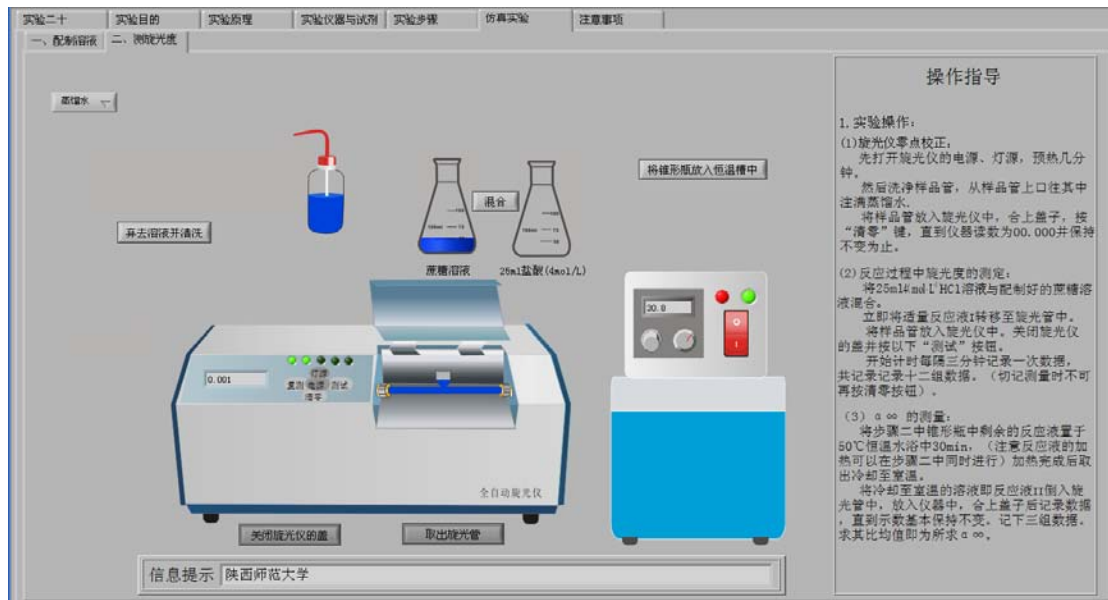 实验二十 实验目的 实验原理 实验仪器与试剂 实验步骤 仿真实验 注意事项
一、配制溶液 二、测旋光度
蒸馏水
弃去溶液并清洗
混合
将锥形瓶放入恒温槽中
蔗糖溶液
25ml盐酸(4mol/L)
0.001
灯源
复测 电源 测试
清零
全自动旋光仪
关闭旋光仪的盖
取出旋光管
信息提示 陕西师范大学
操作指导
1.实验操作:
(1)旋光仪零点校正:
先打开旋光仪的电源、灯源,预热几分
钟。
然后洗净样品管,从样品管上口往其中
注满蒸馏水.
将样品管放入旋光仪中,合上盖子,按
“清零”键,直到仪器读数为00.000并保持
不变为止。
(2)反应过程中旋光度的测定:
HCl溶液与配制好的蔗糖溶
液混合。
立即将适量反应液I转移至旋光管中。
将样品管放入旋光仪中。关闭旋光仪
的盖并按以下“测试”按钮。
开始计时每隔三分钟记录一次数据,
共记录记录十二组数据。(切记测量时不可
再按清零按钮)。
(3) α∞ 的测量:
将步骤二中锥形瓶中剩余的反应液置于
50℃恒温水浴中30min,(注意反应液的加
热可以在步骤二中同时进行)加热完成后取
出冷却至室温。
将冷却至室温的溶液即反应液II倒入旋
光管中,放入仪器中,合上盖子后记录数据
,直到示数基本保持不变。记下三组数据。
求其比均值即为所求α∞。